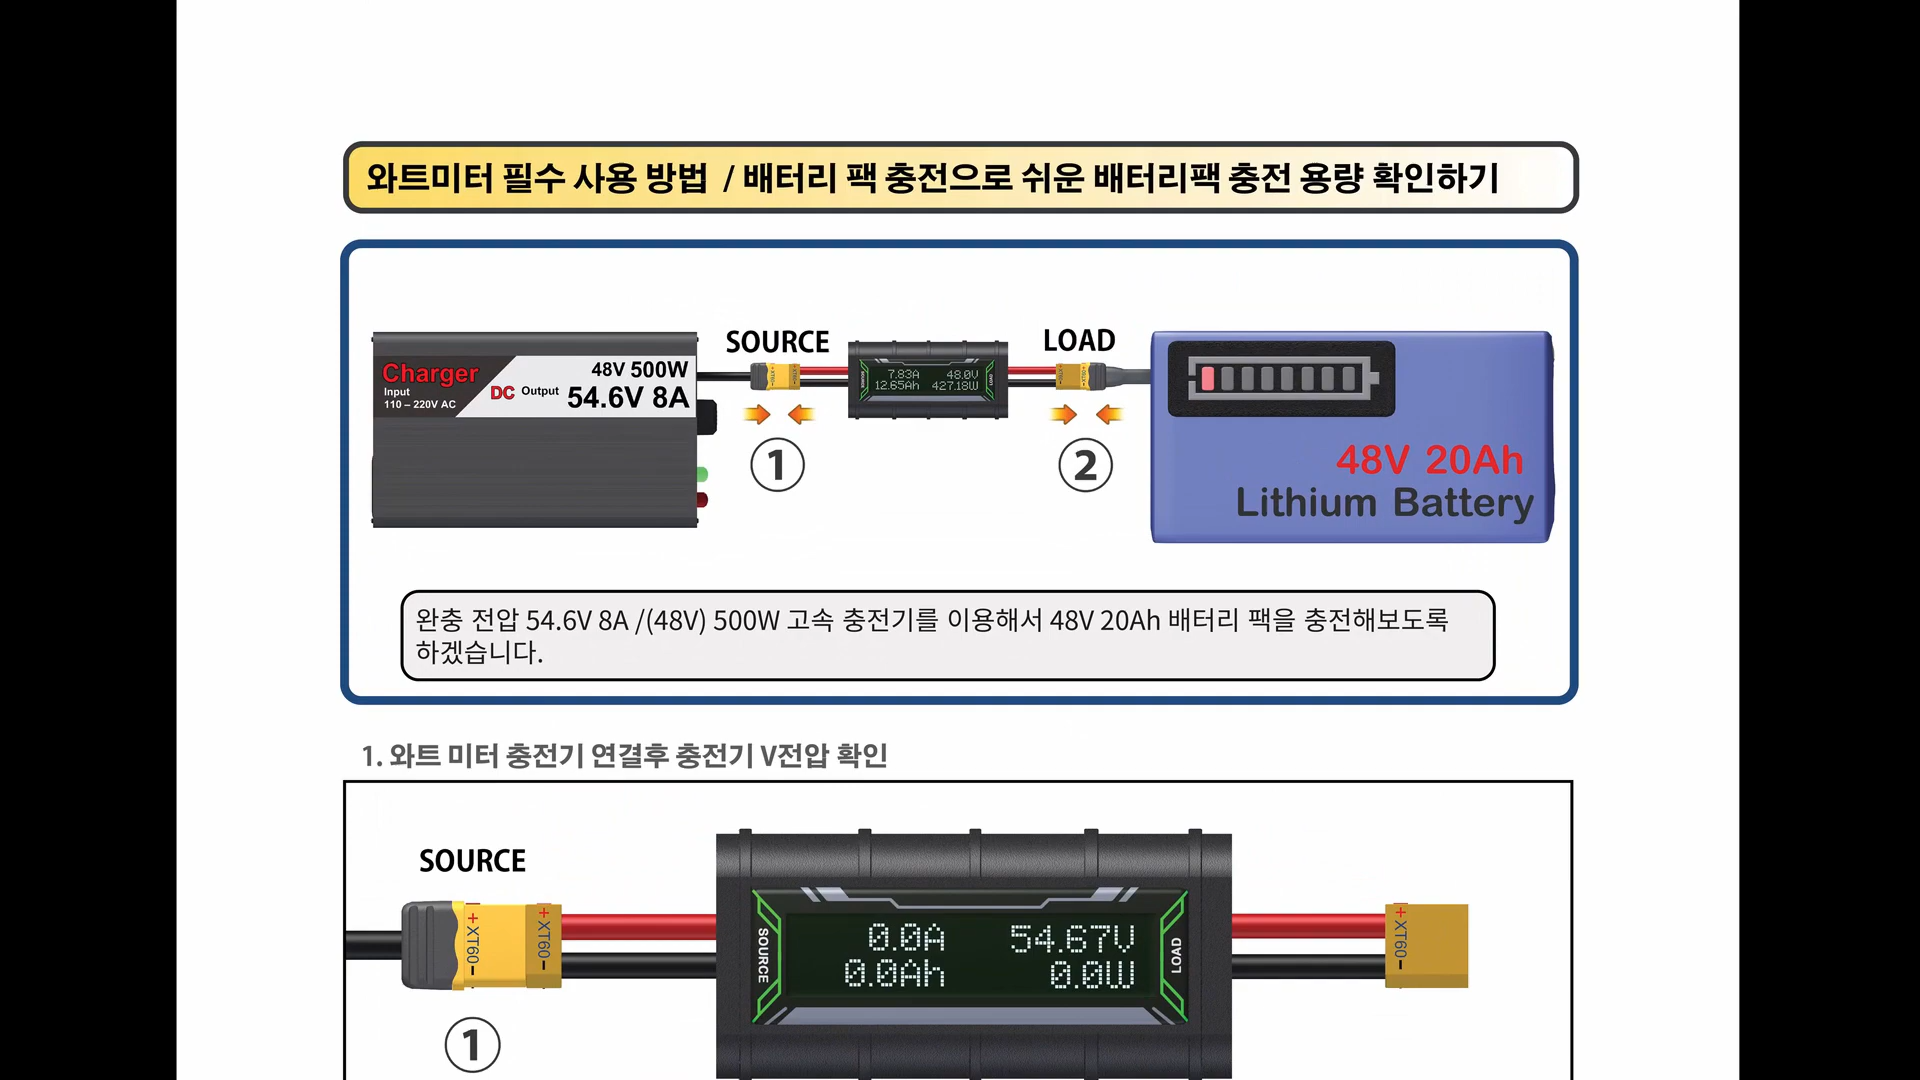 와트미터 필수 사용 방법 / 배터리 팩 충전으로 쉬운 배터리팩 충전 용량 확인하기
Charger
Input
110 – 220V AC
48V 500W
DC Output 54.6V 8A
SOURCE
XT60
XT60
SOURCE
7.83A 48.0V
12.65Ah 427.18W
LOAD
LOAD
XT60
XT60
1
2
48V 20Ah
Lithium Battery
완충 전압 54.6V 8A /(48V) 500W 고속 충전기를 이용해서 48V 20Ah 배터리 팩을 충전해보도록
하겠습니다.
1. 와트 미터 충전기 연결후 충전기 V전압 확인
SOURCE
+ XT60 -
+ XT60 -
SOURCE
0.0A 54.67V
0.0Ah 0.0W
LOAD
+ XT60 -
1